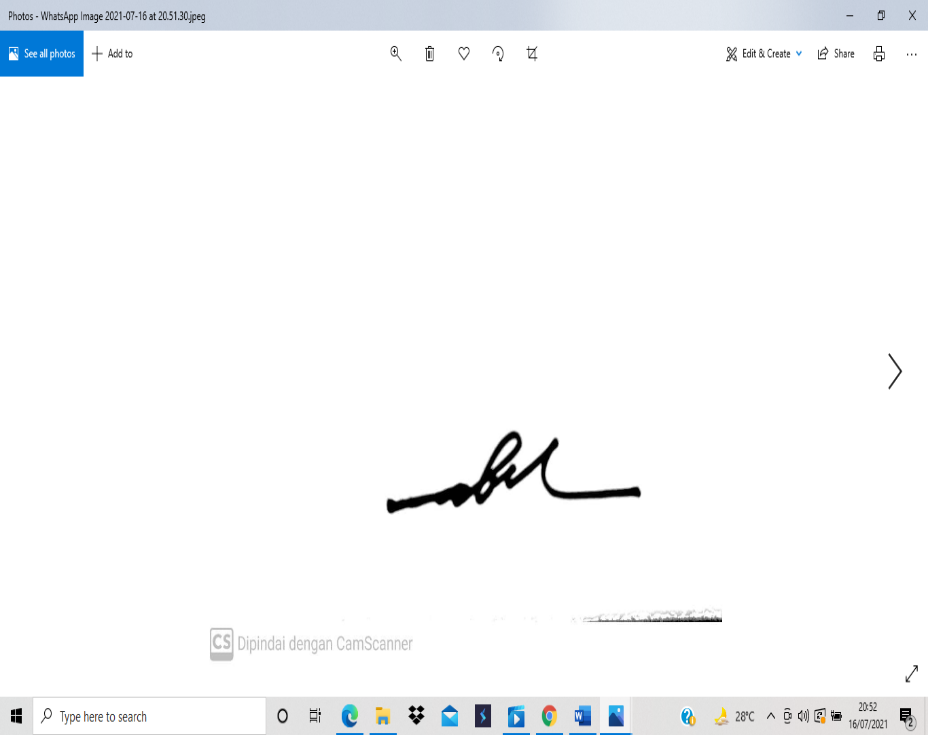 Photos - WhatsApp Image 2021-07-16 at 20.51.30.jpeg
See all photos
Add to
Edit & Create
Share
CS Dipindai dengan CamScanner
Type here to search
28°C
20:52
16/07/2021
2